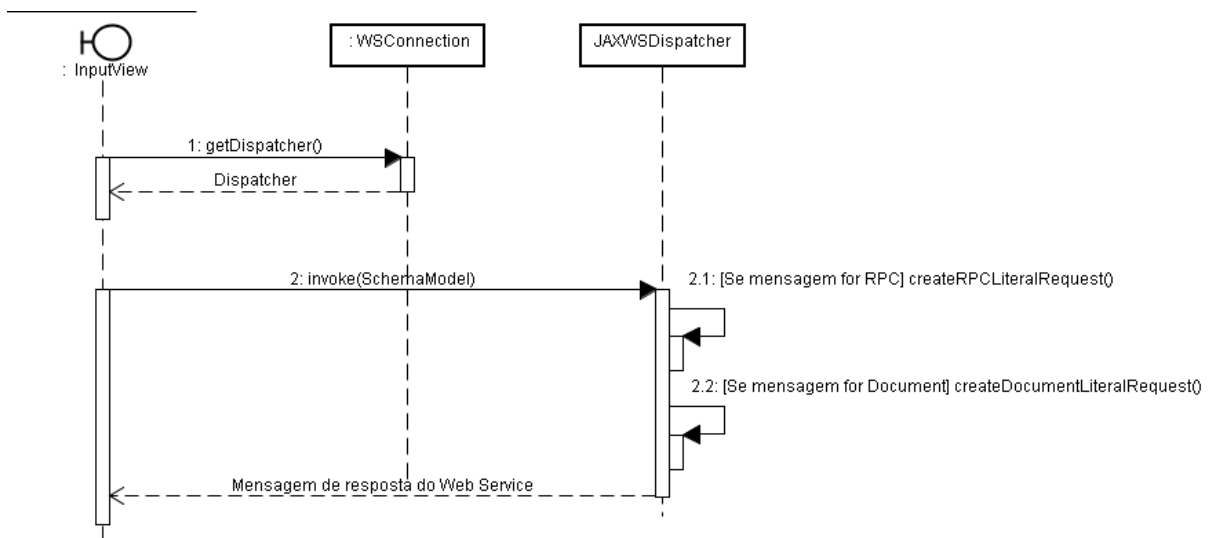 : InputView
: WSConnection
JAXWSDispatcher
1: getDispatcher()
Dispatcher
2: invoke(SchemaModel)
2.1: [Se mensagem for RPC] createRPCLiteralRequest()
2.2: [Se mensagem for Document] createDocumentLiteralRequest()
Mensagem de resposta do Web Service